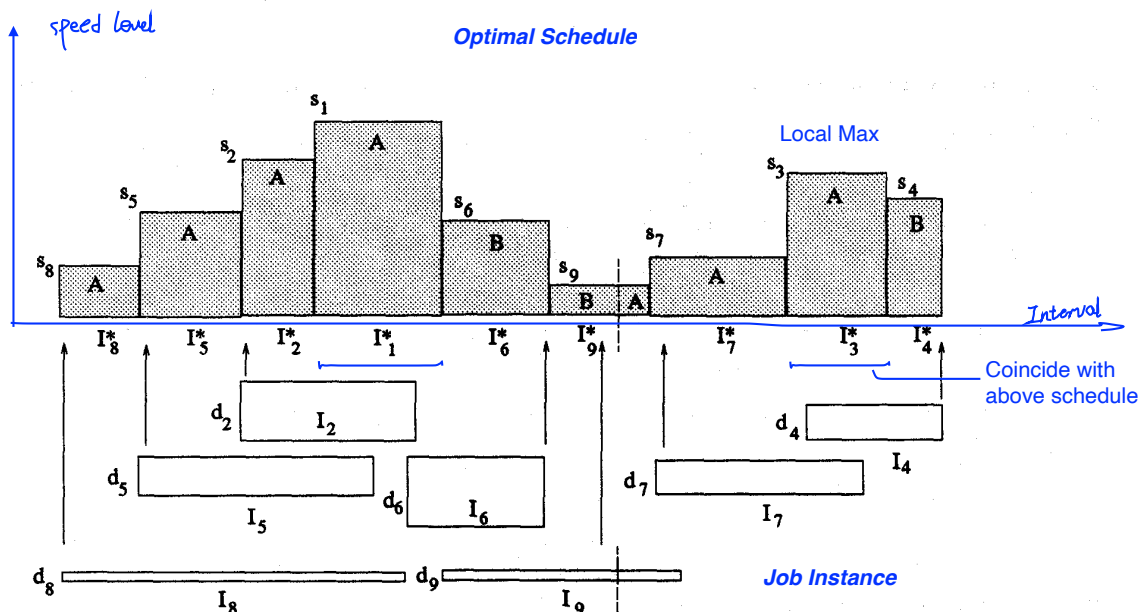 speed level
Optimal Schedule
s1
A
Local Max
s2
A
s3
A
s4
B
s5
A
s6
B
s7
A
s8
A
s9
B A
Interval
I*8 I*5 I*2 I*1 I*6 I*9 I*7 I*3 I*4
Coincide with
above schedule
d2 I2
d4 I4
d5 I5
d6 I6
d7 I7
d8 I8
d9 I9
Job Instance